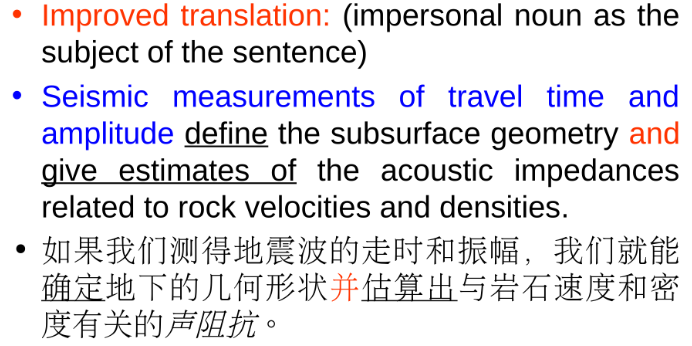 • Improved translation: (impersonal noun as the
subject of the sentence)
• Seismic measurements of travel time and
amplitude define the subsurface geometry and
give estimates of the acoustic impedances
related to rock velocities and densities.
• 如果我们测得地震波的走时和振幅，我们就能
确定地下的几何形状并估算出与岩石速度和密
度有关的声阻抗。